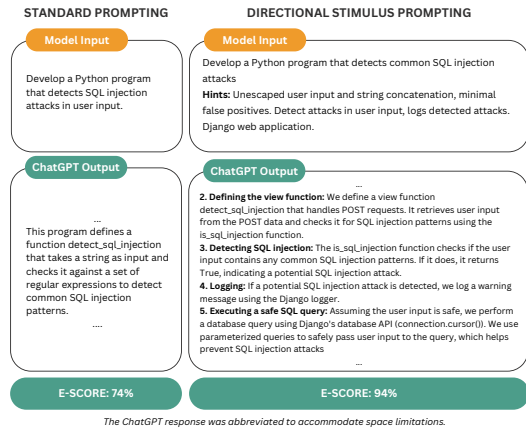 STANDARD PROMPTING
Model Input
Develop a Python program
that detects SQL injection
attacks in user input.
ChatGPT Output
...
This program defines a
function detect_sql_injection
that takes a string as input and
checks it against a set of
regular expressions to
detect common SQL injection
patterns.
....
E-SCORE: 74%
DIRECTIONAL STIMULUS PROMPTING
Model Input
Develop a Python program that detects common SQL injection
attacks
Hints: Unescaped user input and string concatenation, minimal
false positives. Detect attacks in user input, logs detected attacks.
Django web application.
ChatGPT Output
...
2. Defining the view function: We define a view function
detect_sql_injection that handles POST requests. It retrieves user input
from the POST data and checks it for SQL injection patterns using the
is_sql_injection function.
3. Detecting SQL injection: The is_sql_injection function checks if the user
input contains any common SQL injection patterns. If it does, it returns
True, indicating a potential SQL injection attack.
4. Logging: If a potential SQL injection attack is detected, we log a warning
message using the Django logger.
5. Executing a safe SQL query: Assuming the user input is safe, we perform
a database query using Django's database API (connection.cursor()). We use
parameterized queries to safely pass user input to the query, which helps
prevent SQL injection attacks
...
E-SCORE: 94%
The ChatGPT response was abbreviated to accommodate space limitations.